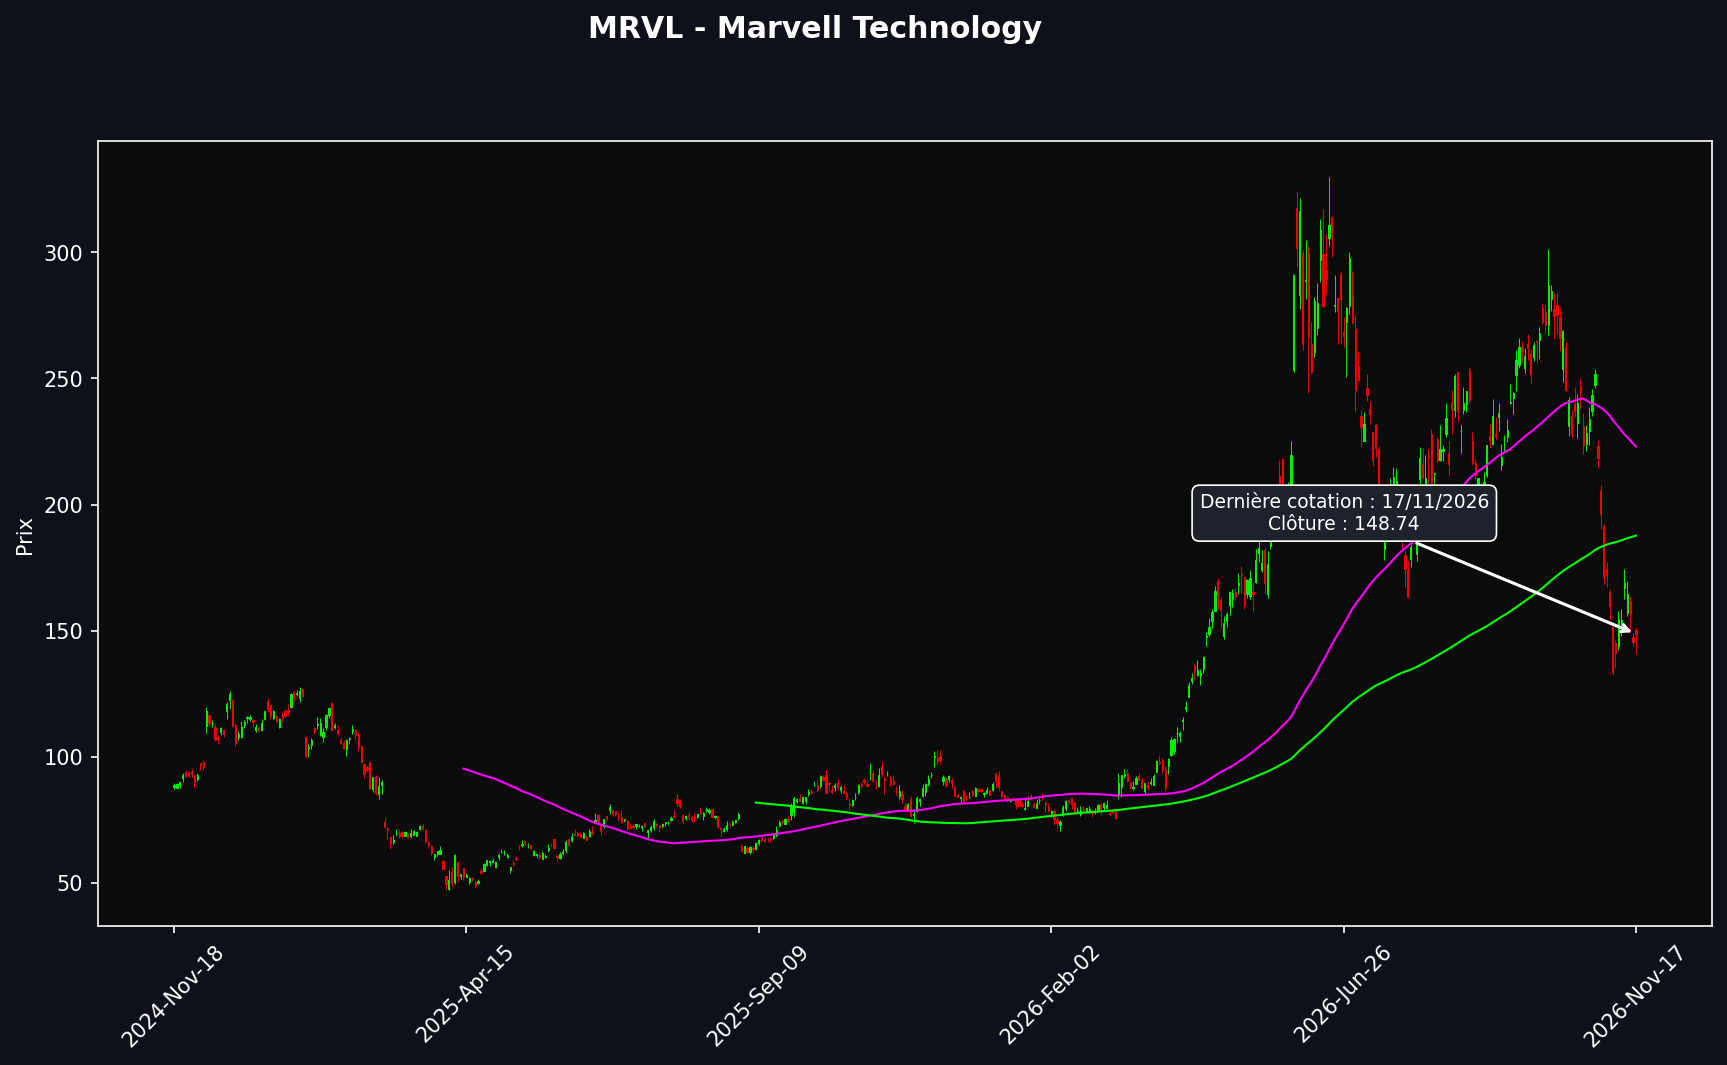 MRVL - Marvell Technology
Prix
300
250
200
150
100
50
Dernière cotation : 17/11/2026
Clôture : 148.74
2024-Nov-18
2025-Apr-15
2025-Sep-09
2026-Feb-02
2026-Jun-26
2026-Nov-17